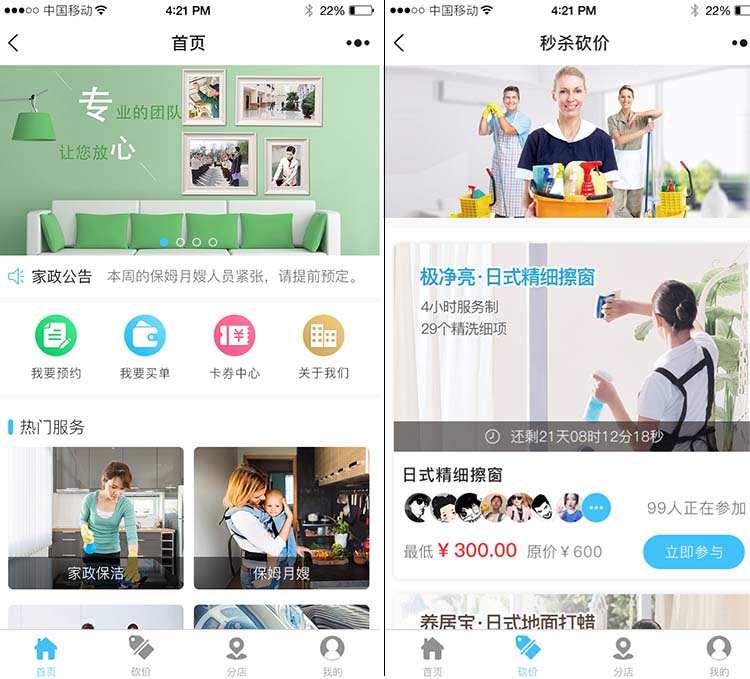 中国移动 4:21 PM 22%
首页
专业的团队
让您放心
家政公告 本周的保姆月嫂人员紧张，请提前预定。
我要预约 我要买单 卡券中心 关于我们
热门服务
家政保洁 保姆月嫂
首页 砍价 分店 我的
中国移动 4:21 PM 22%
秒杀砍价
极净亮·日式精细擦窗
4小时服务制
29个精洗细项
还剩21天08时12分18秒
日式精细擦窗
99人正在参加
最低 ¥300.00 原价 ¥600 立即参与
养居宝·日式地面打蜡
首页 砍价 分店 我的